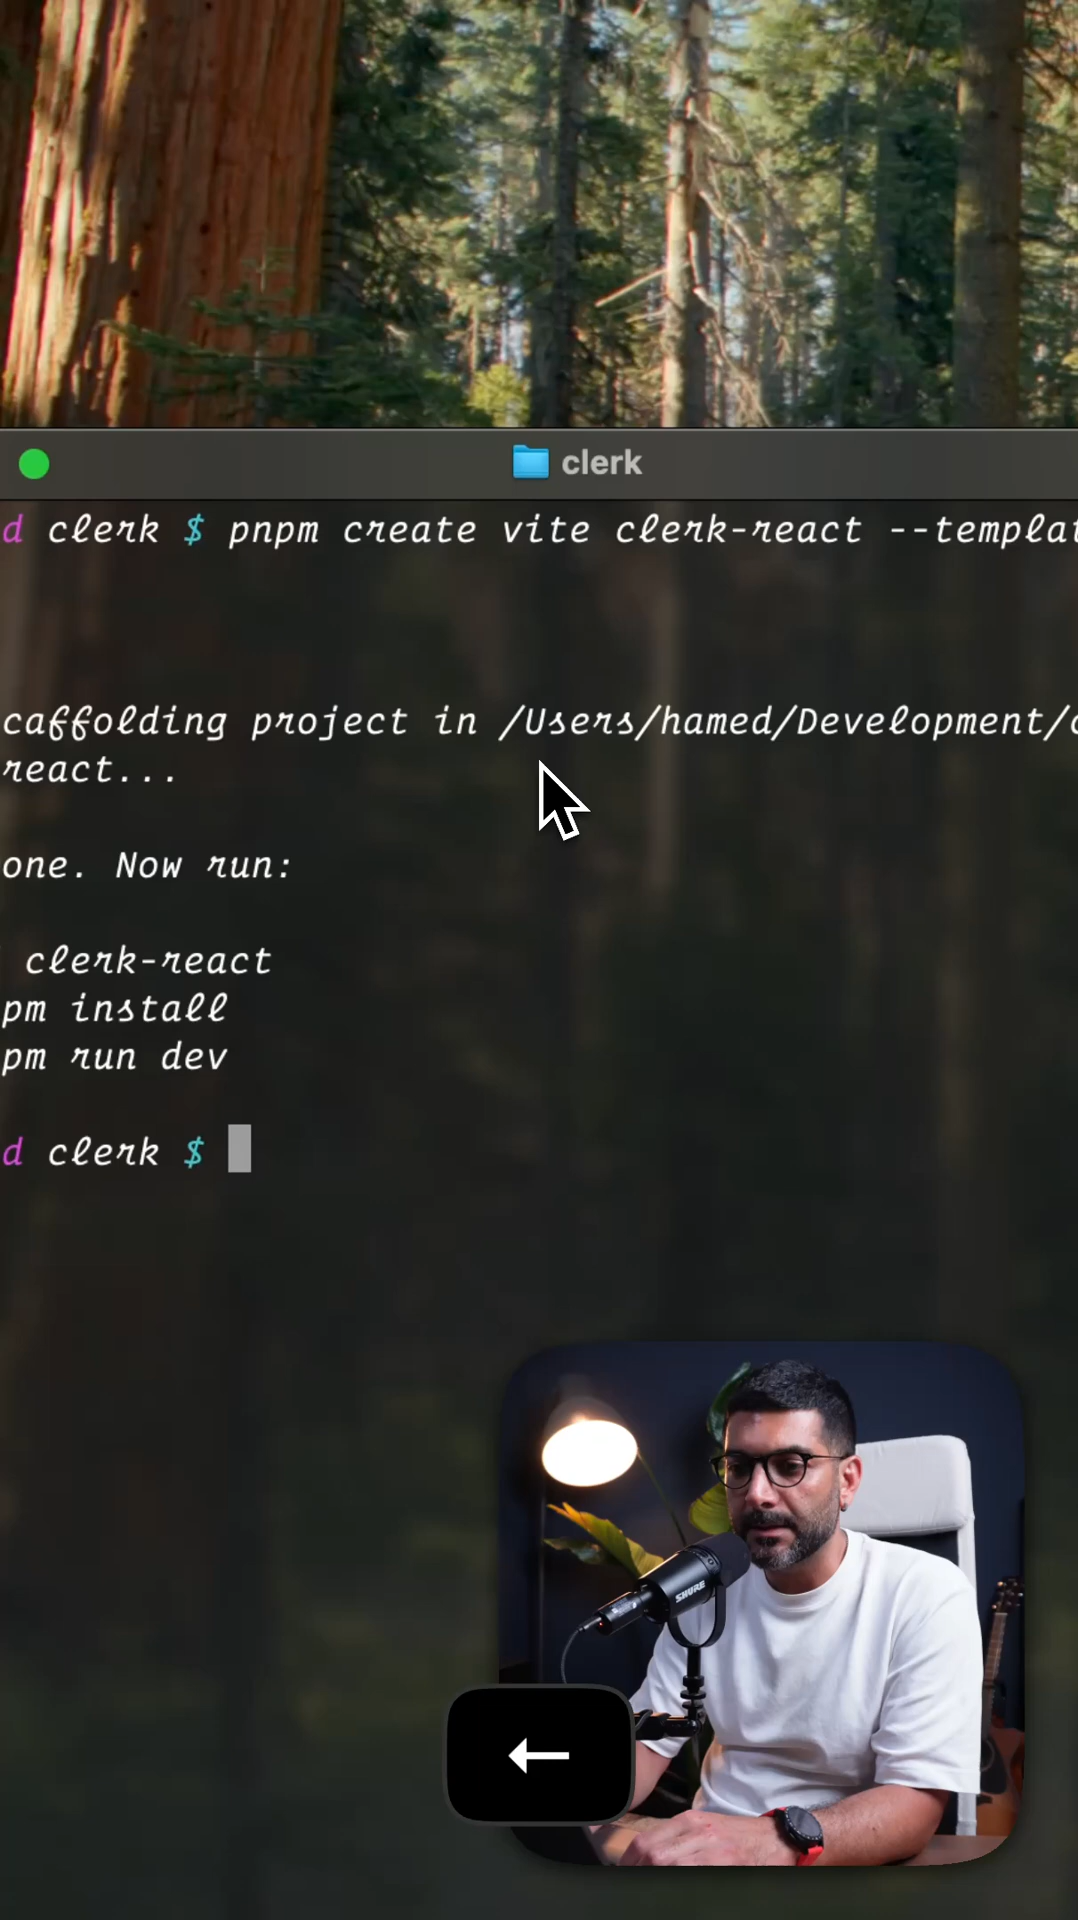 clerk
d clerk $ pnpm create vite clerk-react --templat
caffolding project in /Users/hamed/Development/c
react...
one. Now run:
clerk-react
pm install
pm run dev
d clerk $
SHURE
←